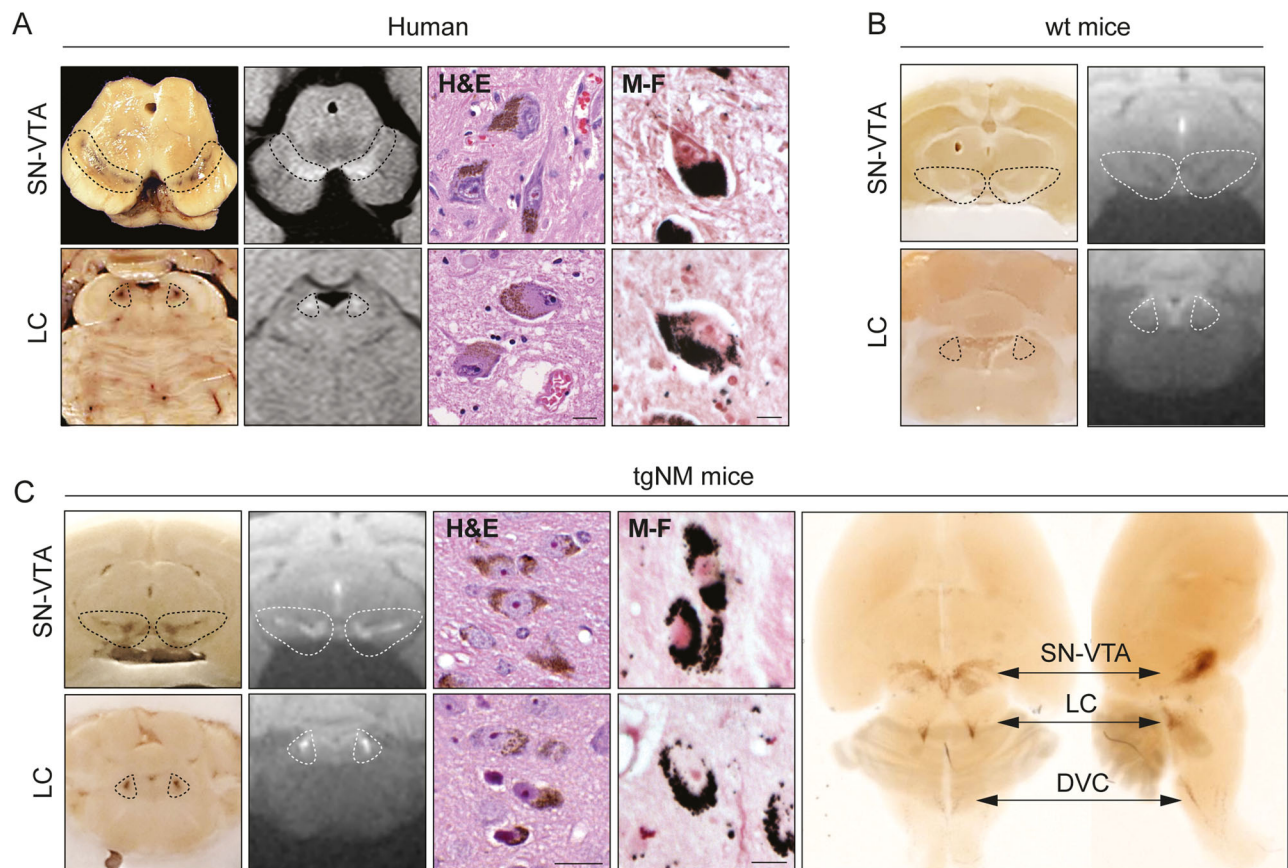 A
Human
SN-VTA
H&E
M-F
LC
B
wt mice
SN-VTA
LC
C
tgNM mice
SN-VTA
H&E
M-F
LC
SN-VTA
LC
DVC